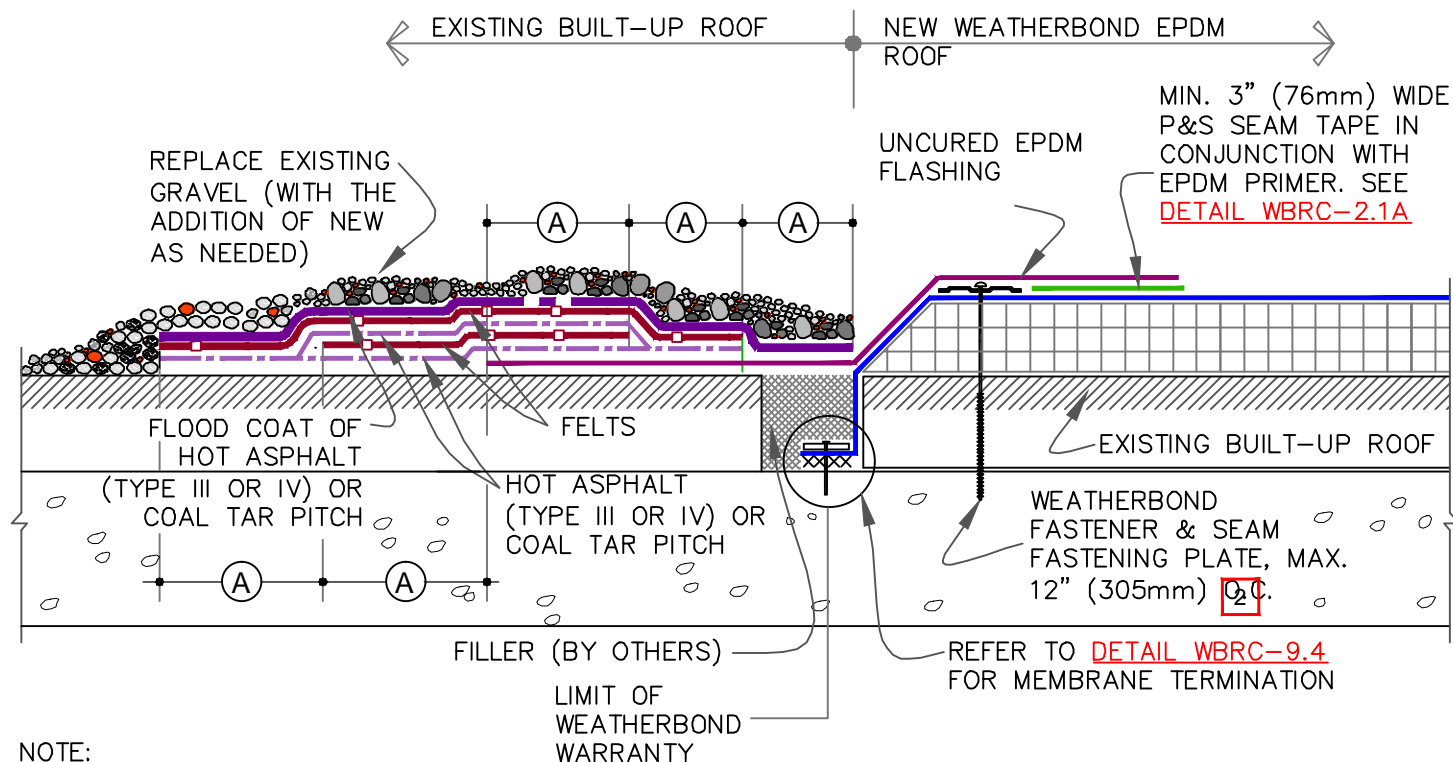 EXISTING BUILT-UP ROOF
NEW WEATHERBOND EPDM
ROOF
MIN. 3” (76mm) WIDE
P&S SEAM TAPE IN
CONJUNCTION WITH
EPDM PRIMER. SEE
DETAIL WBRC-2.1A
UNCURED EPDM
FLASHING
REPLACE EXISTING
GRAVEL (WITH THE
ADDITION OF NEW
AS NEEDED)
A
A
A
FLOOD COAT OF
HOT ASPHALT
(TYPE III OR IV) OR
COAL TAR PITCH
FELTS
HOT ASPHALT
(TYPE III OR IV) OR
COAL TAR PITCH
EXISTING BUILT-UP ROOF
WEATHERBOND
FASTENER & SEAM
FASTENING PLATE, MAX.
12” (305mm) O.C.
2
A
A
FILLER (BY OTHERS)
REFER TO DETAIL WBRC-9.4
FOR MEMBRANE TERMINATION
LIMIT OF
WEATHERBOND
WARRANTY
NOTE: